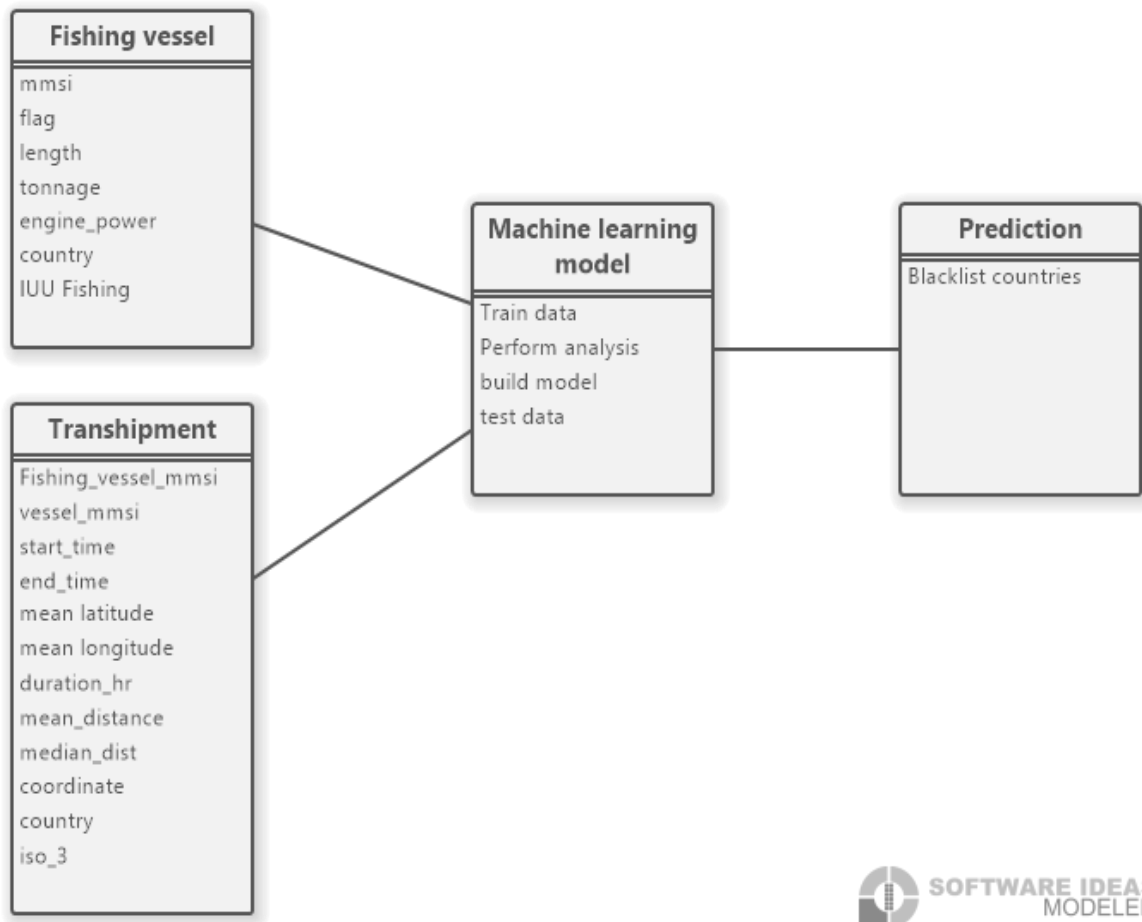 Fishing vessel
mmsi
flag
length
tonnage
engine_power
country
IUU Fishing
Transhipment
Fishing_vessel_mmsi
vessel_mmsi
start_time
end_time
mean latitude
mean longitude
duration_hr
mean_distance
median_dist
coordinate
country
iso_3
Machine learning
model
Train data
Perform analysis
build model
test data
Prediction
Blacklist countries
SOFTWARE IDEAS
MODELER